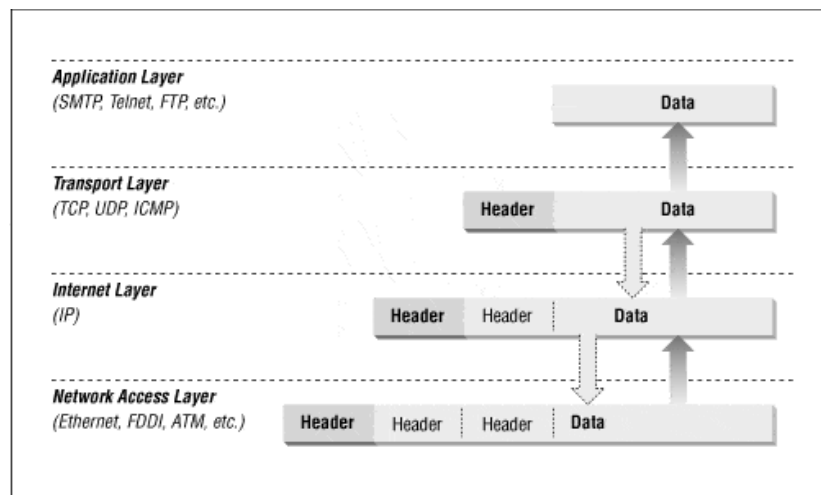 Application Layer
(SMTP, Telnet, FTP, etc.)
Data
Transport Layer
(TCP, UDP, ICMP)
Header Data
Internet Layer
(IP)
Header Header Data
Network Access Layer
(Ethernet, FDDI, ATM, etc.)
Header Header Header Data